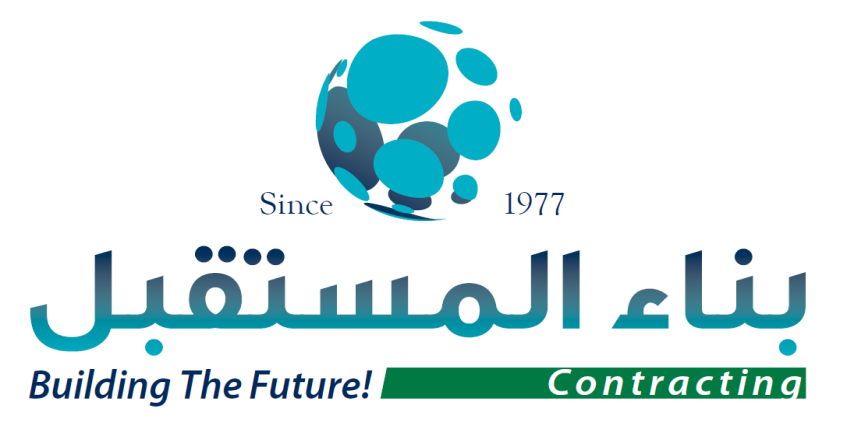 Since 1977
بناء المستقبل
Building The Future! Contracting